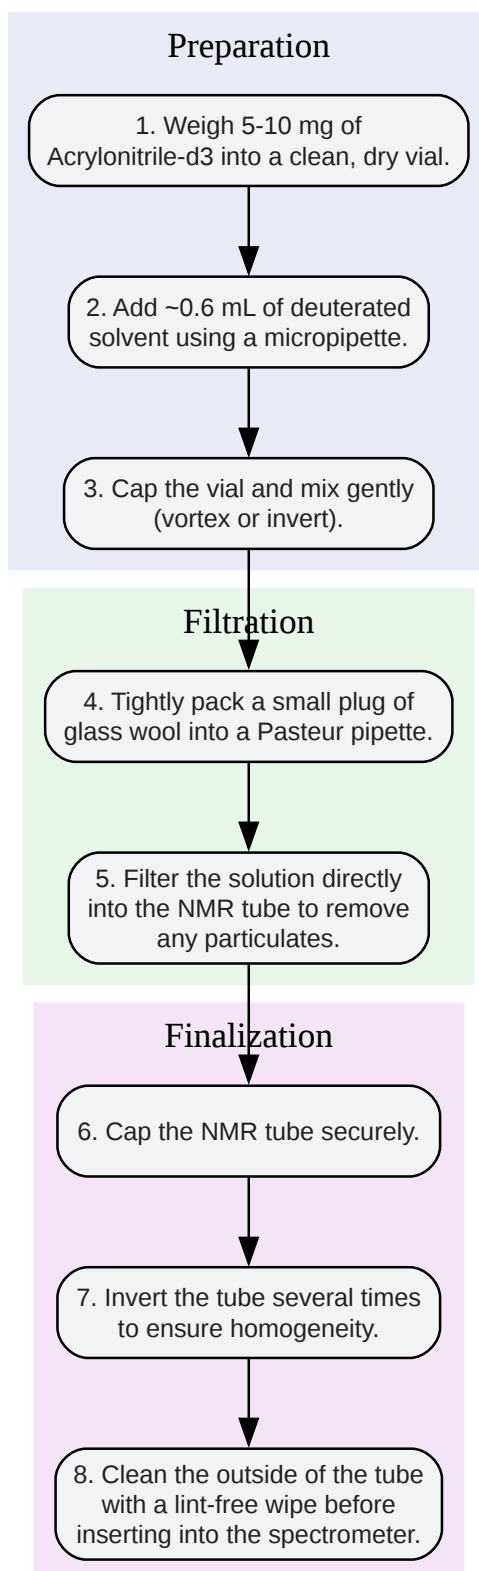 Preparation
1. Weigh 5-10 mg of
Acrylonitrile-d3 into a clean, dry vial.
2. Add ~0.6 mL of deuterated
solvent using a micropipette.
3. Cap the vial and mix gently
(vortex or invert).
Filtration
4. Tightly pack a small plug of
glass wool into a Pasteur pipette.
5. Filter the solution directly
into the NMR tube to remove
any particulates.
Finalization
6. Cap the NMR tube securely.
7. Invert the tube several times
to ensure homogeneity.
8. Clean the outside of the tube
with a lint-free wipe before
inserting into the spectrometer.